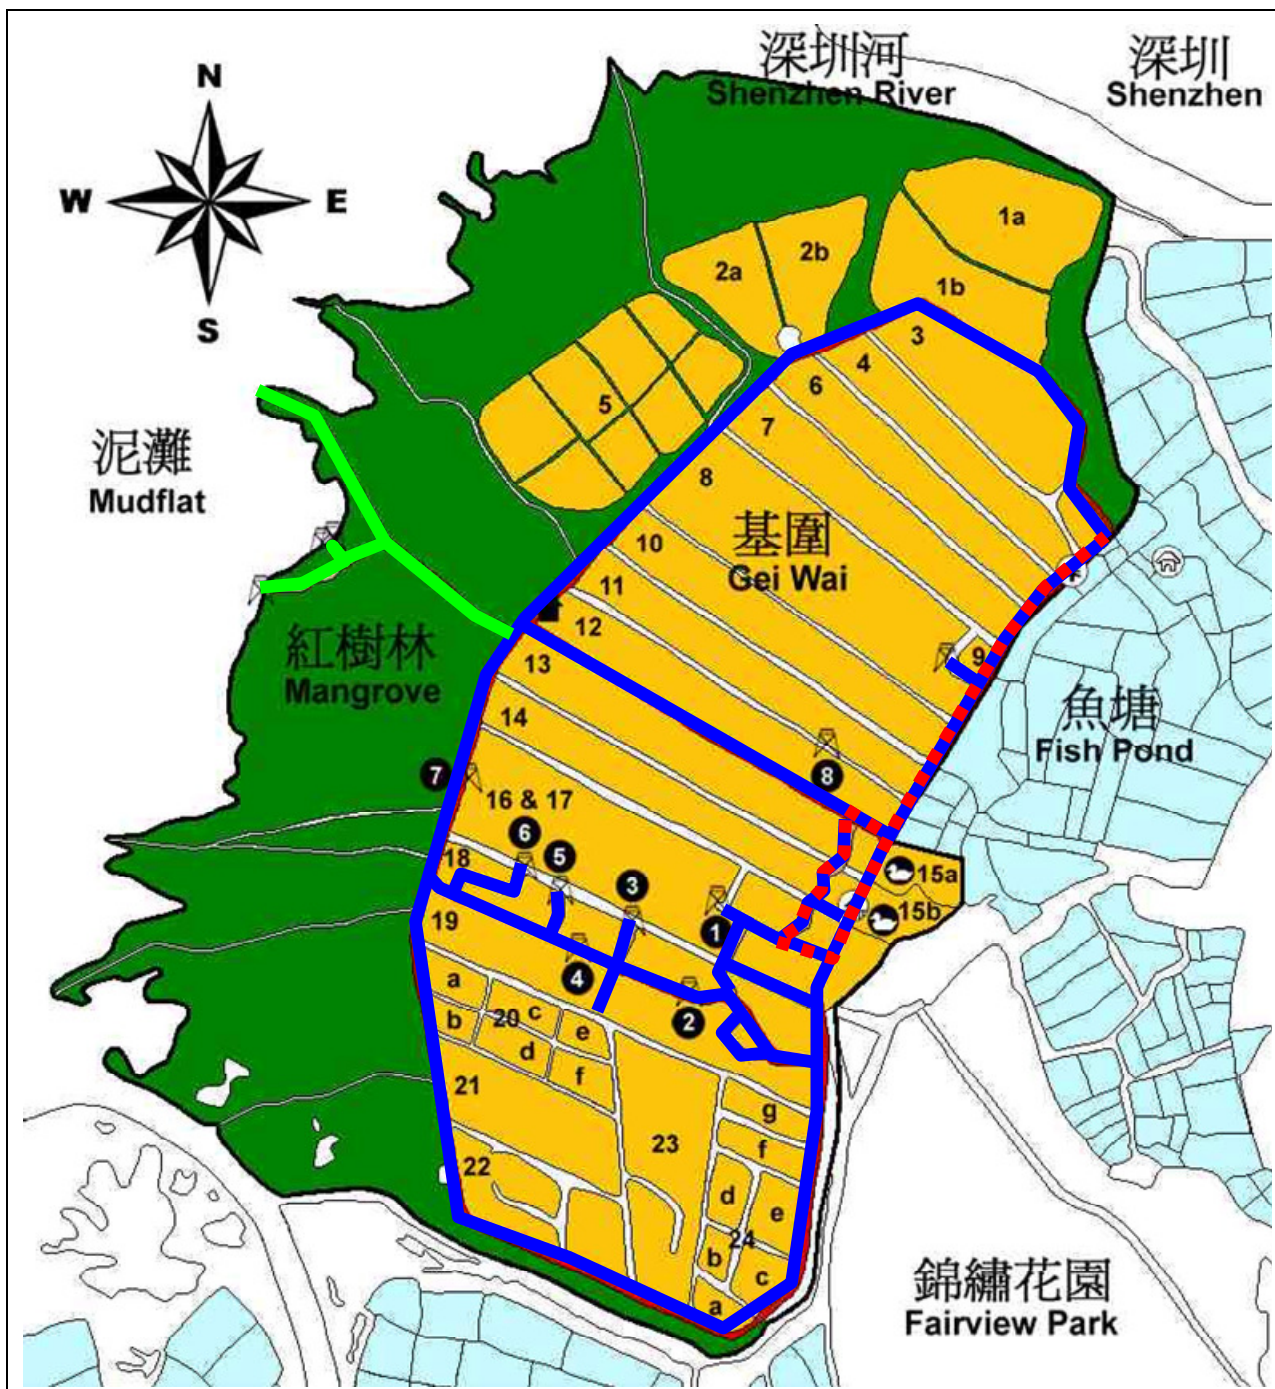 深圳河
Shenzhen River
深圳
Shenzhen
N
W
E
S
1a
2b
2a
1b
3
4
6
5
7
8
泥灘
Mudflat
基圍
Gei Wai
10
11
12
9
紅樹林
Mangrove
13
14
魚塘
Fish Pond
8
7
16 & 17
6
5
18
3
15a
15b
1
19
4
2
a
b
20
c
e
d
f
21
g
f
23
22
d
e
24
b
c
a
錦繡花園
Fairview Park